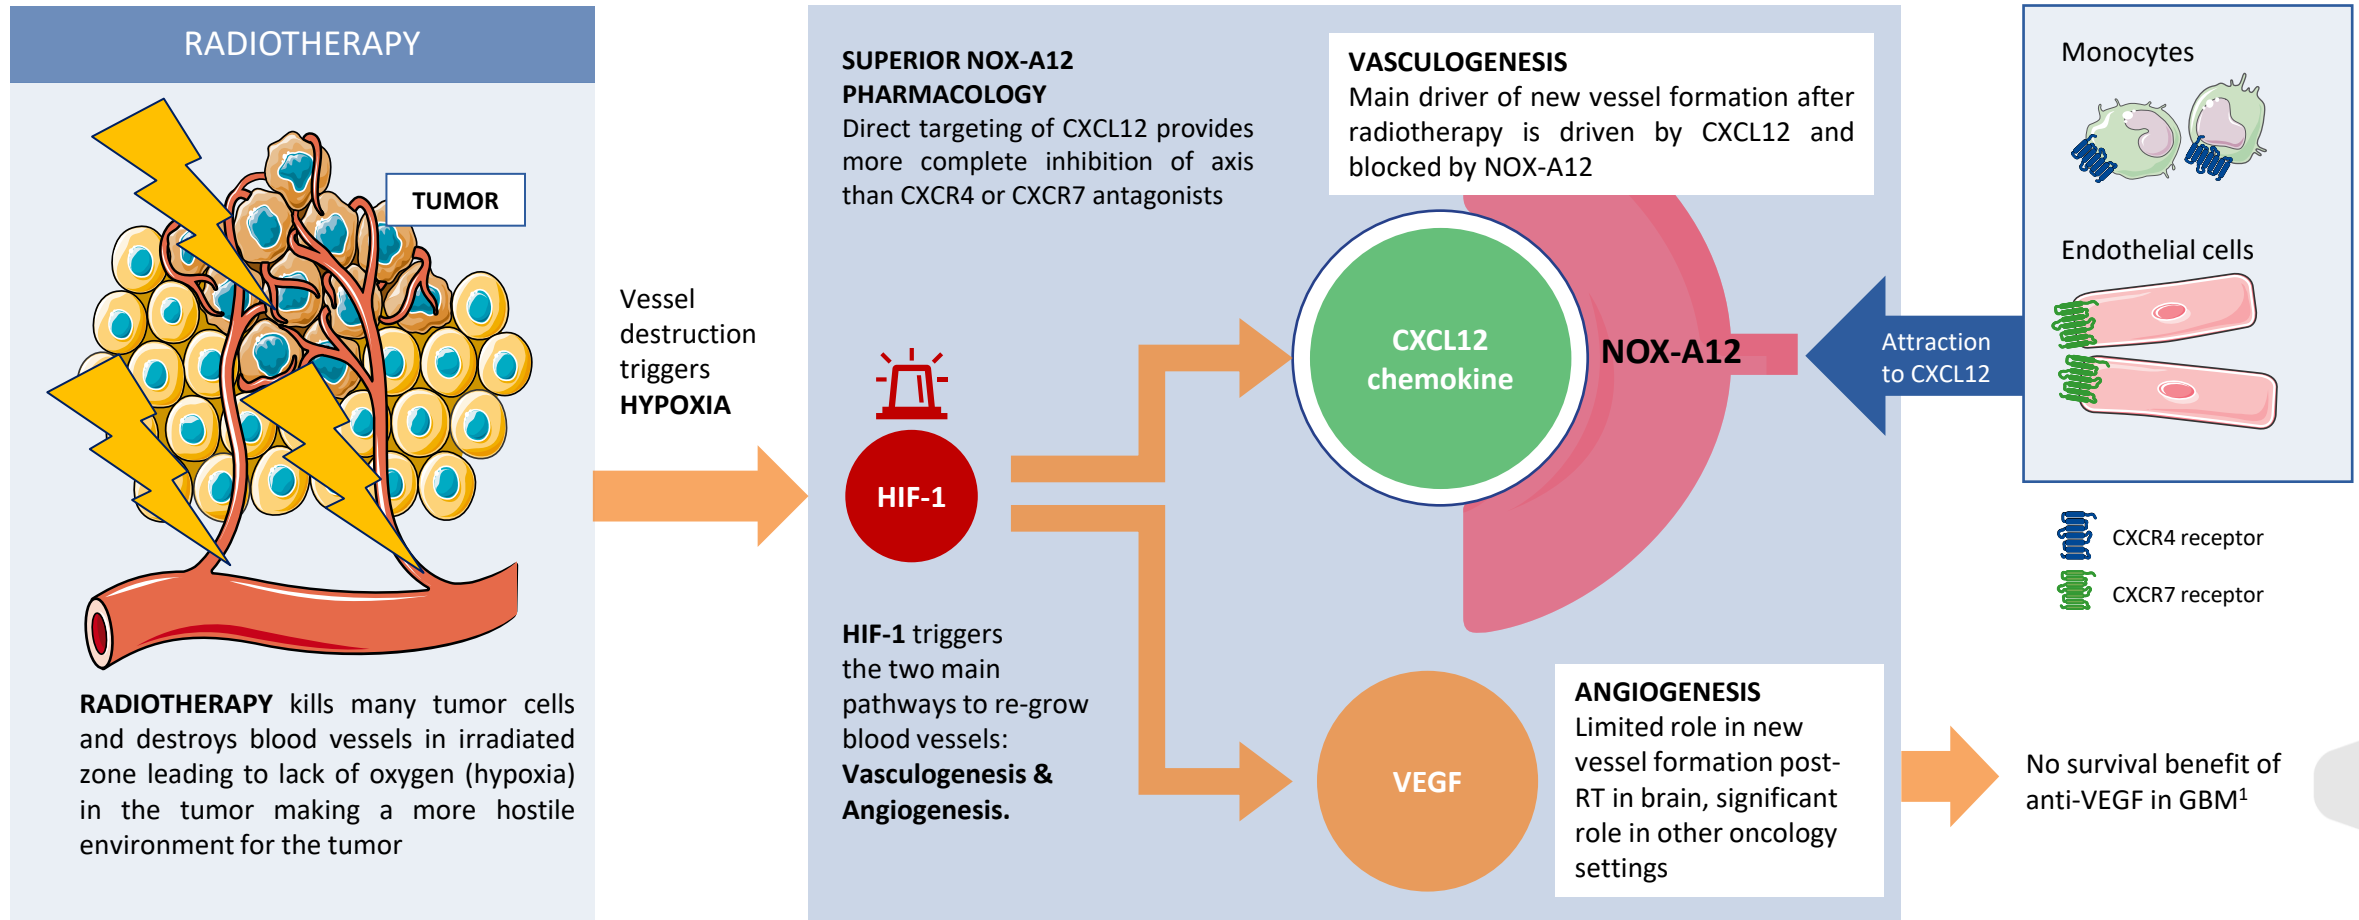 RADIOTHERAPY
TUMOR
RADIOTHERAPY kills many tumor cells
and destroys blood vessels in irradiated
zone leading to lack of oxygen (hypoxia)
in the tumor making a more hostile
environment for the tumor
Vessel
destruction
triggers
HYPOXIA
SUPERIOR NOX-A12
PHARMACOLOGY
Direct targeting of CXCL12 provides
more complete inhibition of axis
than CXCR4 or CXCR7 antagonists
HIF-1
HIF-1 triggers
the two main
pathways to re-grow
blood vessels:
Vasculogenesis &
Angiogenesis.
VASCULOGENESIS
Main driver of new vessel formation after
radiotherapy is driven by CXCL12 and
blocked by NOX-A12
CXCL12
chemokine
NOX-A12
VEGF
ANGIOGENESIS
Limited role in new
vessel formation post-
RT in brain, significant
role in other oncology
settings
Attraction
to CXCL12
Monocytes
Endothelial cells
CXCR4 receptor
CXCR7 receptor
No survival benefit of
anti-VEGF in GBM¹